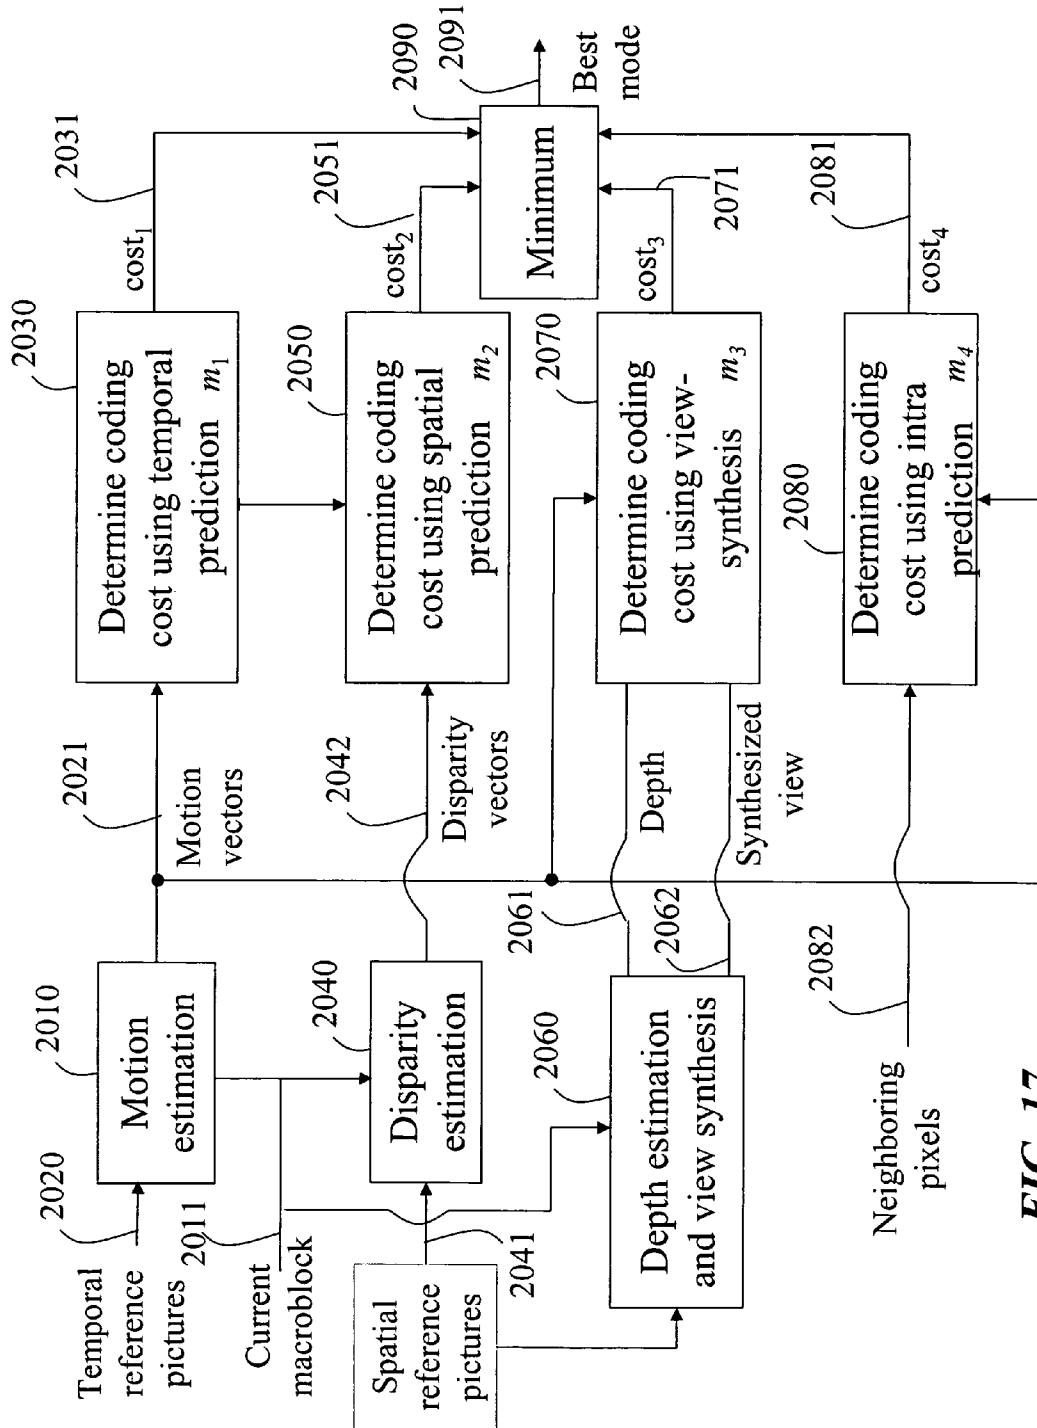 2010
2020
Temporal
reference
pictures
Motion
estimation
2011
Current
macroblock
2021
Motion
vectors
2030
Determine coding
cost using temporal
prediction m₁
cost₁
2031
2040
Disparity
estimation
Spatial
reference
pictures
2041
2042
Disparity
vectors
2050
Determine coding
cost using spatial
prediction m₂
cost₂
2051
2060
Depth estimation
and view synthesis
2061
Depth
2062
Synthesized
view
2070
Determine coding
cost using view-
synthesis m₃
cost₃
2071
Minimum
2090
2091
Best
mode
Neighboring
pixels
2082
2080
Determine coding
cost using intra
prediction m₄
cost₄
2081
FIG. 17